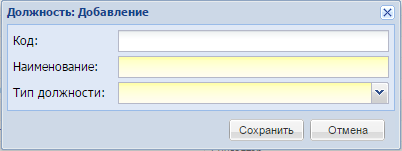 Должность: Добавление
Код:
Наименование:
Тип должности:
Сохранить
Отмена